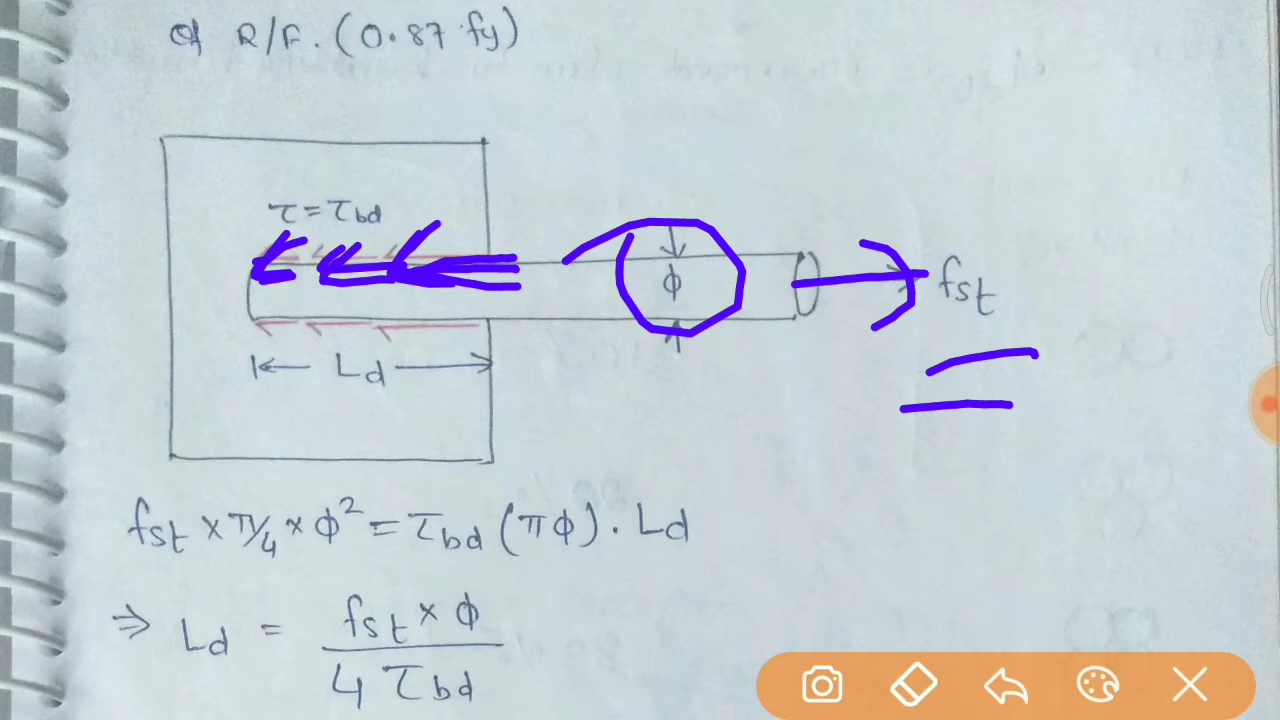 of R/F. (0.87 fy)
τ = τbd
ϕ
fst
Ld
fst × π/4 × ϕ² = τbd (πϕ) . Ld
⇒ Ld = fst × ϕ / 4 τbd